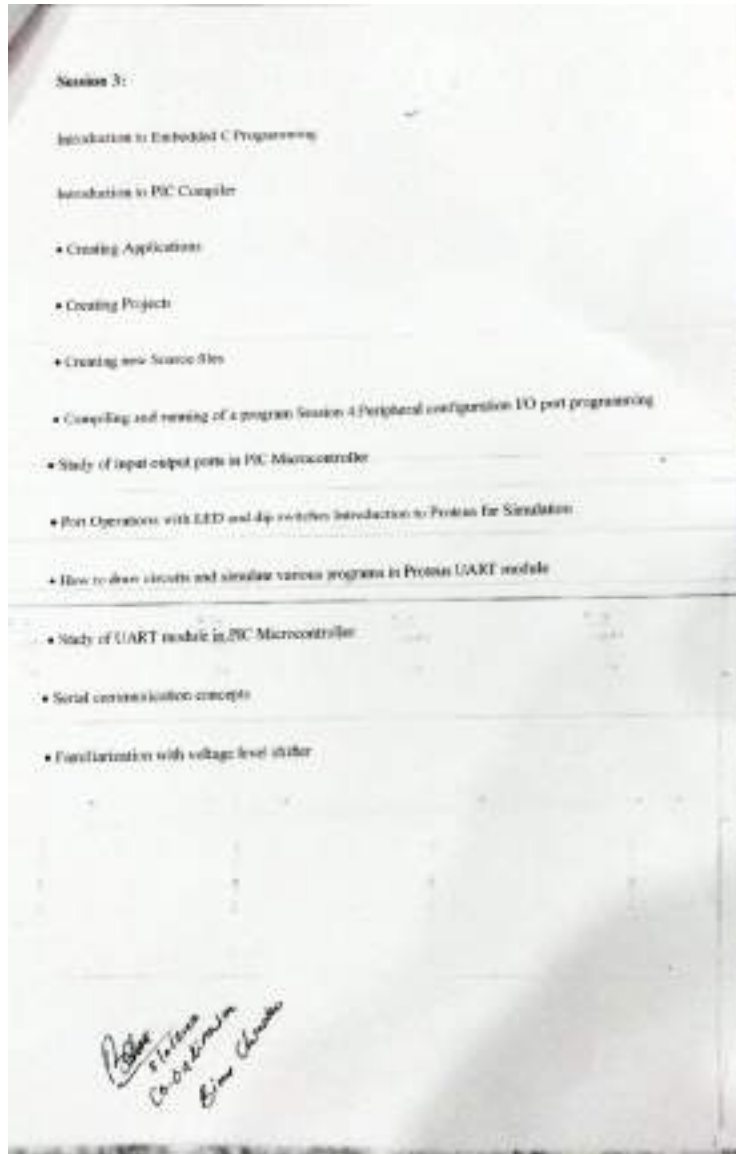 Session 3:
Introduction to Embedded C Programming
Introduction to PIC Compiler
• Creating Applications
• Creating Projects
• Creating new Source files
• Compiling and running of a program Session 4 Peripheral configuration I/O port programming
• Study of input output ports in PIC Microcontroller
• Port Operations with LED and dip switches Introduction to Proteus for Simulation
• How to draw circuits and simulate various programs in Proteus UART module
• Study of UART module in PIC Microcontroller
• Serial communication concepts
• Familiarization with voltage level shifter